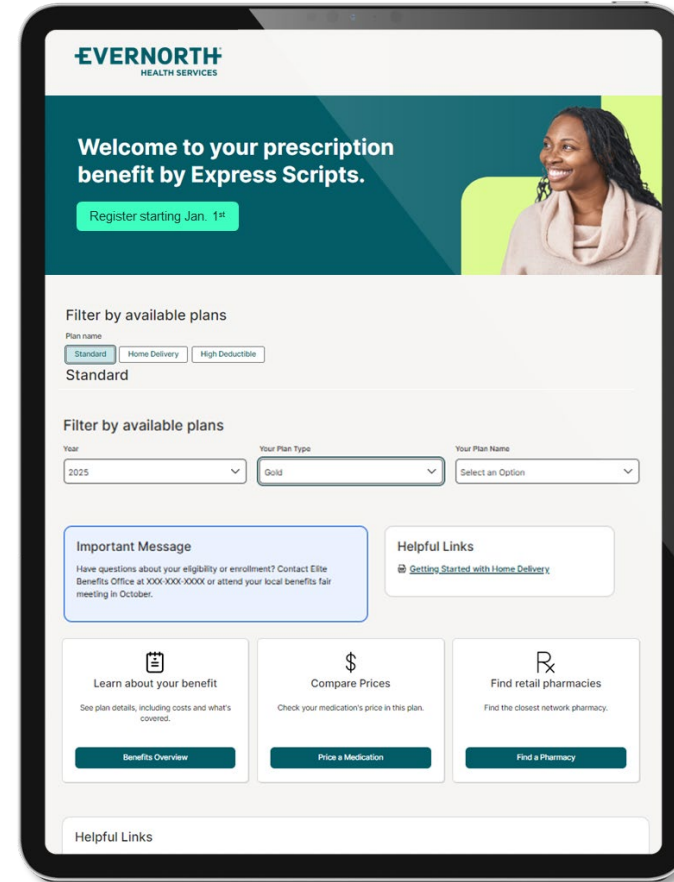 EVERNORTH
HEALTH SERVICES
Welcome to your prescription
benefit by Express Scripts.
Register starting Jan. 1st
Filter by available plans
Plan name
Standard Home Delivery High Deductible
Standard
Filter by available plans
Year Your Plan Type Your Plan Name
2025 Gold Select an Option
Important Message
Have questions about your eligibility or enrollment? Contact Elite
Benefits Office at XXX-XXX-XXXX or attend your local benefits fair
meeting in October.
Helpful Links
Getting Started with Home Delivery
Learn about your benefit
See plan details, including costs and what's
covered.
Benefits Overview
$
Compare Prices
Check your medication's price in this plan.
Price a Medication
Rx
Find retail pharmacies
Find the closest network pharmacy.
Find a Pharmacy
Helpful Links